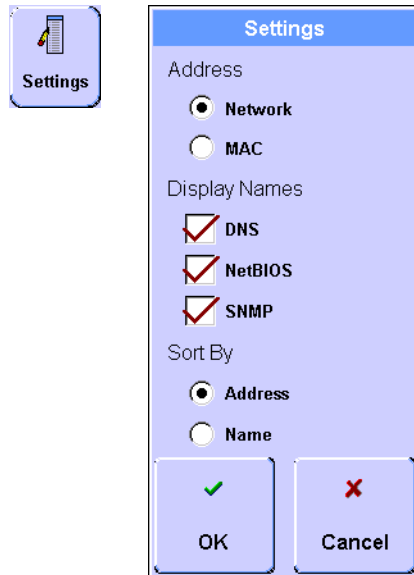 Settings
Settings
Address
Network
MAC
Display Names
DNS
NetBIOS
SNMP
Sort By
Address
Name
OK
Cancel